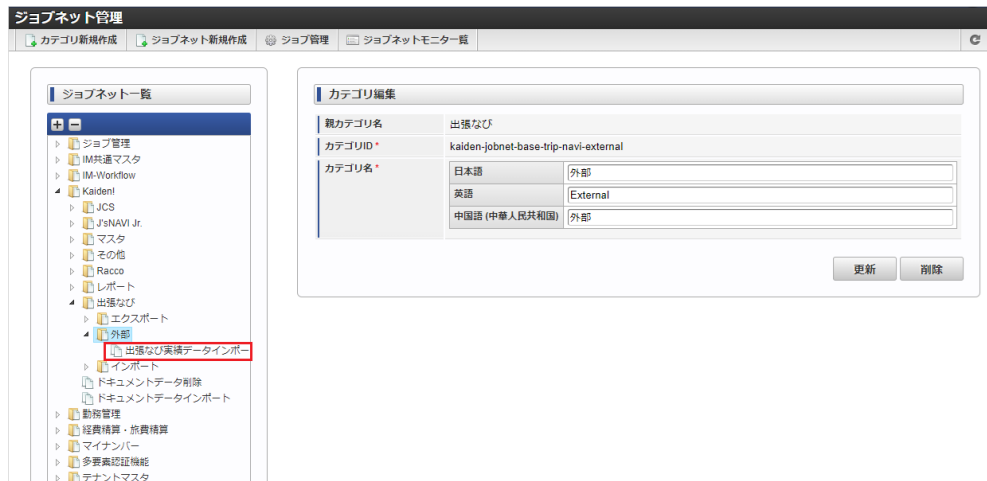 ジョブネット管理
カテゴリ新規作成 ジョブネット新規作成 ジョブ管理 ジョブネットモニター覧
ジョブネット一覧
ジョブ管理
IM共通マスタ
IM-Workflow
Kaiden!
JCS
J'sNAVI Jr.
マスタ
その他
Racco
レポート
出張なび
エクスポート
外部
出張なび実績データインポー
インポート
ドキュメントデータ削除
ドキュメントデータインポート
勤務管理
経費精算・旅費精算
マイナンバー
多要素認証機能
テナントマスタ
カテゴリ編集
親カテゴリ名 出張なび
カテゴリID * kaiden-jobnet-base-trip-navi-external
カテゴリ名 *
日本語 外部
英語 External
中国語 (中華人民共和国) 外部
更新 削除